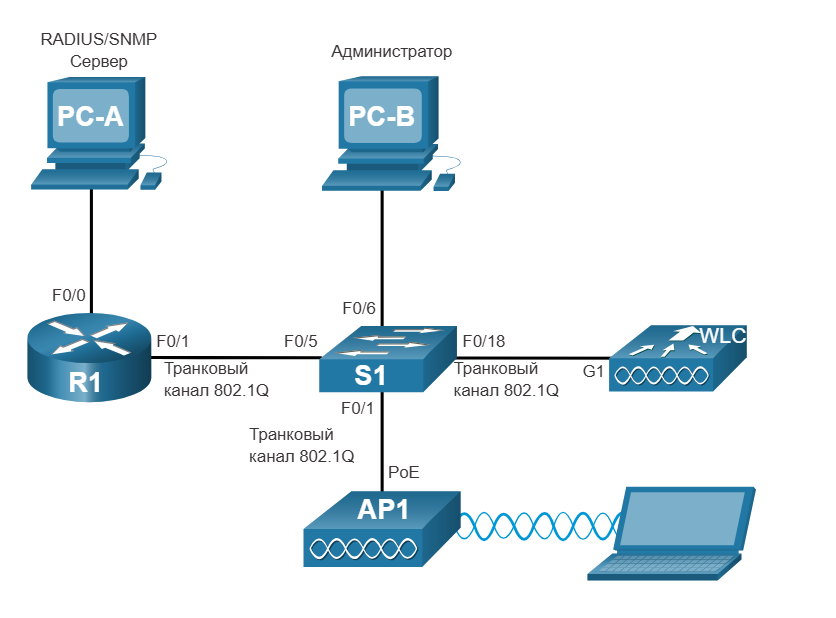 RADIUS/SNMP
Сервер
Администратор
PC-A
PC-B
F0/0
F0/6
F0/1
F0/5
F0/18
WLC
Транковый
канал 802.1Q
R1
S1
Транковый
канал 802.1Q
G1
F0/1
Транковый
канал 802.1Q
PoE
AP1